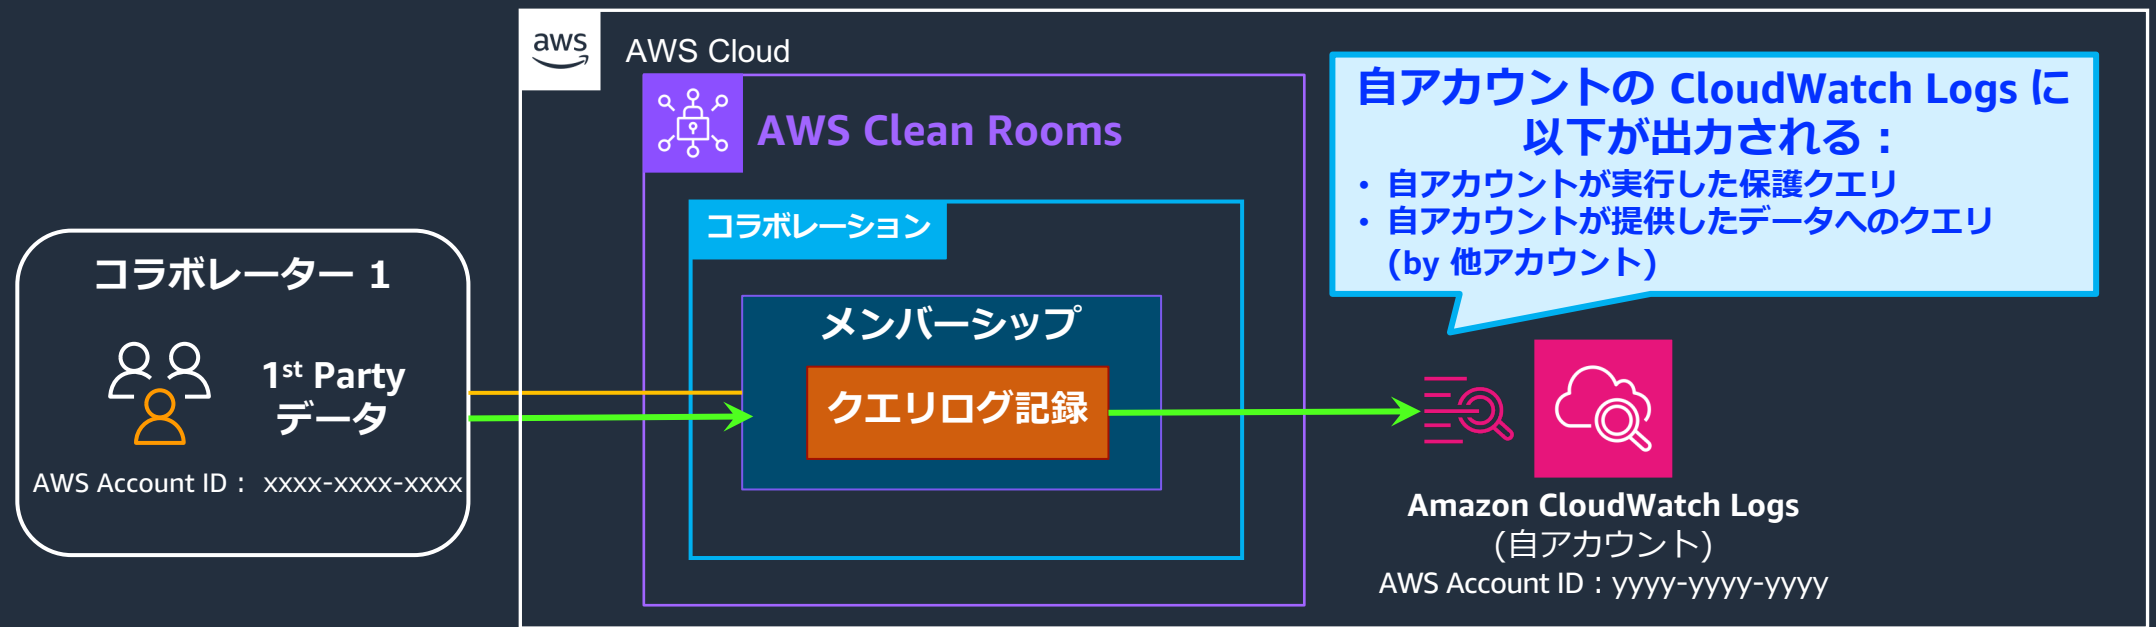 aws
AWS Cloud
AWS Clean Rooms
自アカウントの CloudWatch Logs に
以下が出力される：
・ 自アカウントが実行した保護クエリ
・ 自アカウントが提供したデータへのクエリ
(by 他アカウント)
コラボレーション
コラボレーター 1
1st Party
データ
AWS Account ID： xxxx-xxxx-xxxx
メンバーシップ
クエリログ記録
Amazon CloudWatch Logs
(自アカウント)
AWS Account ID：yyyy-yyyy-yyyy